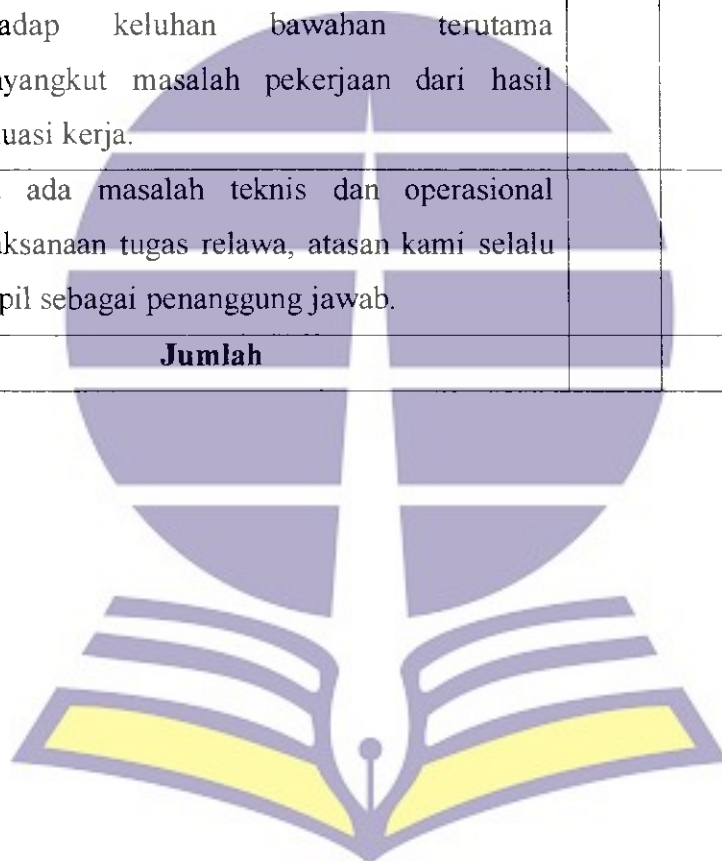 adap keluhan bawahan terutama
yangkut masalah pekerjaan dari hasil
uasi kerja.
ada masalah teknis dan operasional
aksanaan tugas relawa, atasan kami selalu
pil sebagai penanggung jawab.
Jumlah